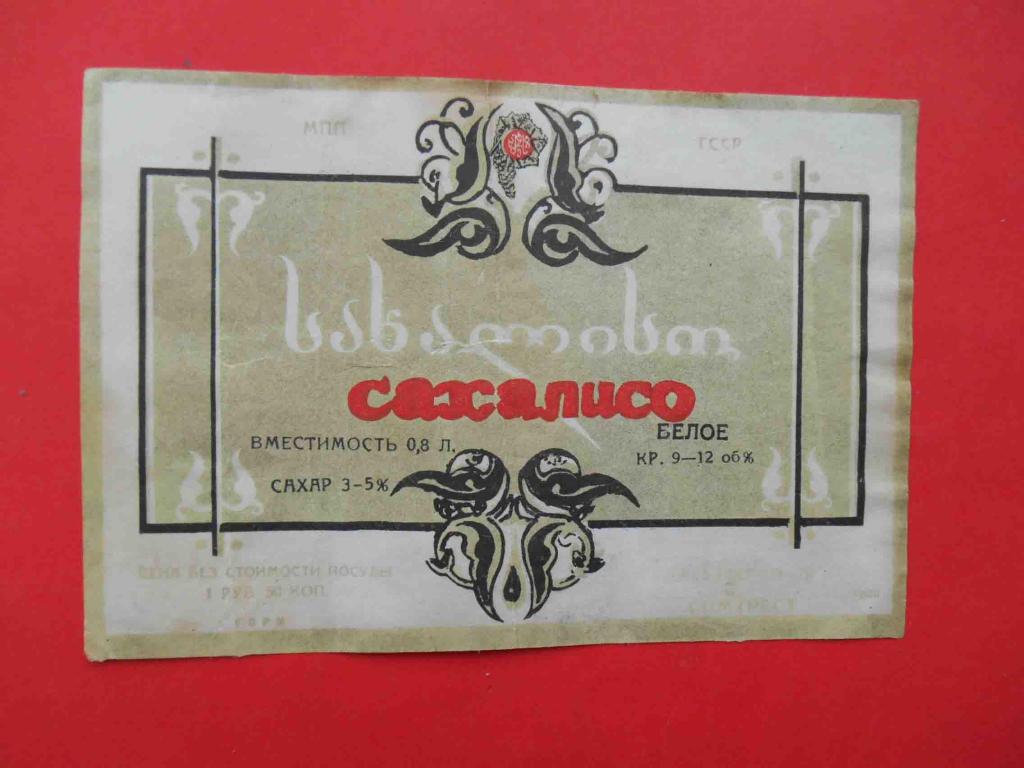 МПП
ГССР
სახალისო
сахалисо
БЕЛОЕ
ВМЕСТИМОСТЬ 0,8 Л.
КР. 9—12 об%
САХАР 3-5%
ЦЕНА БЕЗ СТОИМОСТИ ПОСУДЫ
1 РУБ. 50 КОП.
ГОРИ